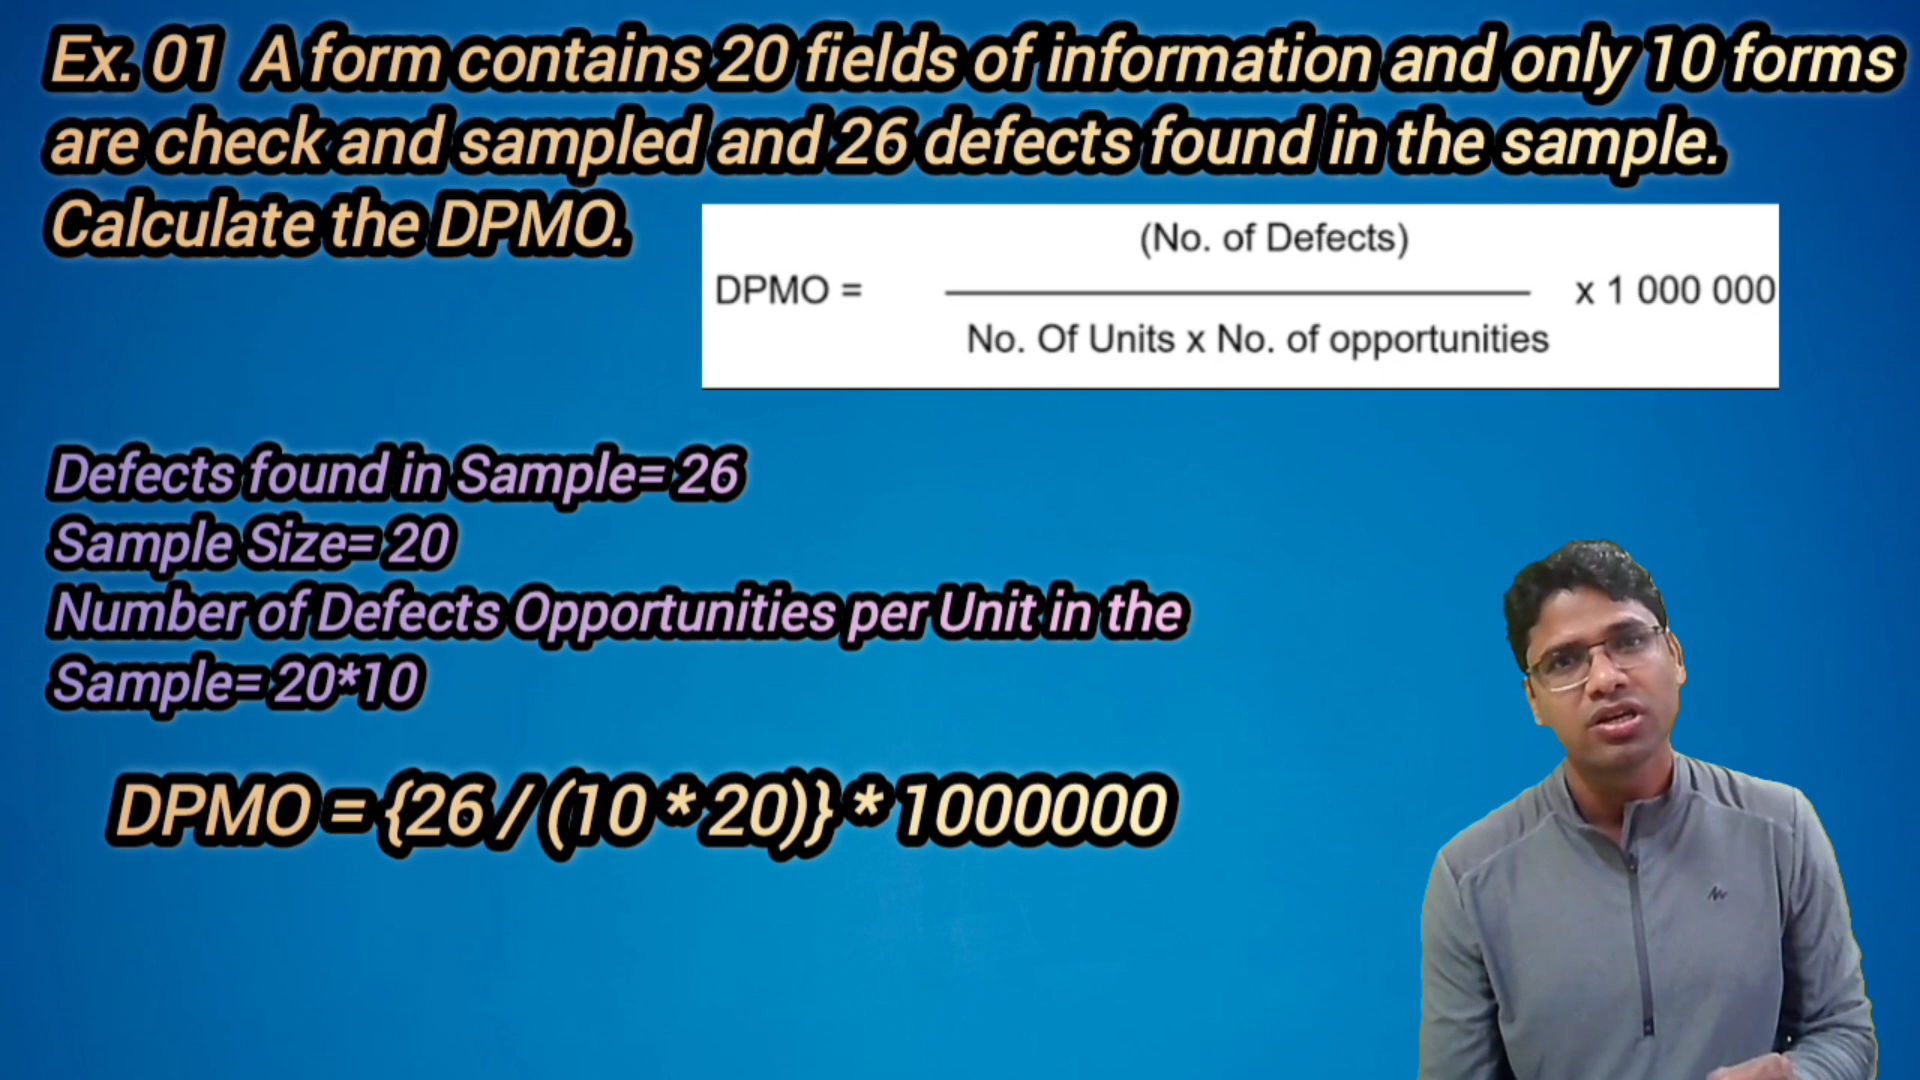 Ex. 01 A form contains 20 fields of information and only 10 forms
are check and sampled and 26 defects found in the sample.
Calculate the DPMO.
(No. of Defects)
DPMO = x 1 000 000
No. Of Units x No. of opportunities
Defects found in Sample= 26
Sample Size= 20
Number of Defects Opportunities per Unit in the
Sample= 20*10
DPMO = {26 / (10 * 20)} * 1000000